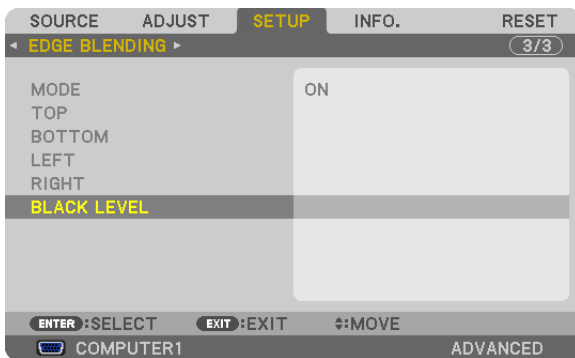 SOURCE ADJUST SETUP INFO. RESET
◄ EDGE BLENDING ► 3/3
MODE ON
TOP
BOTTOM
LEFT
RIGHT
BLACK LEVEL
ENTER :SELECT EXIT :EXIT ♦:MOVE
COMPUTER1 ADVANCED